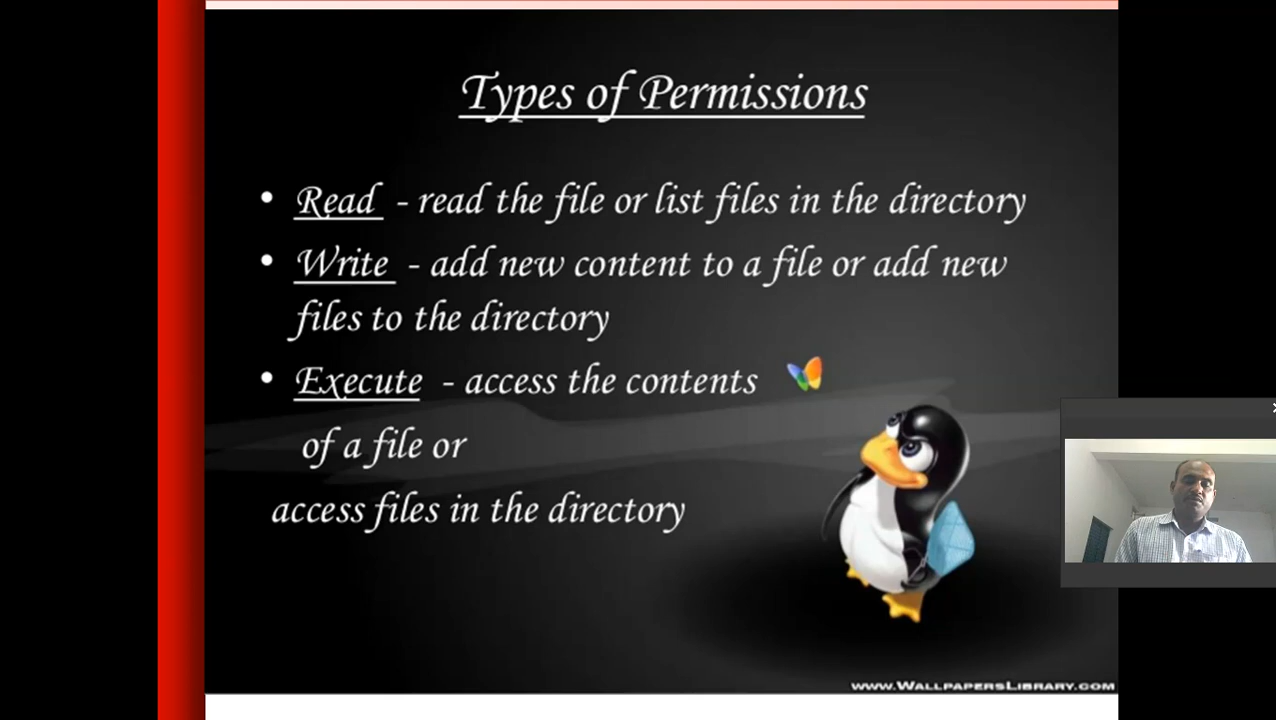 Types of Permissions
• Read - read the file or list files in the directory
• Write - add new content to a file or add new
files to the directory
• Execute - access the contents
of a file or
access files in the directory
www.WallpapersLibrary.com